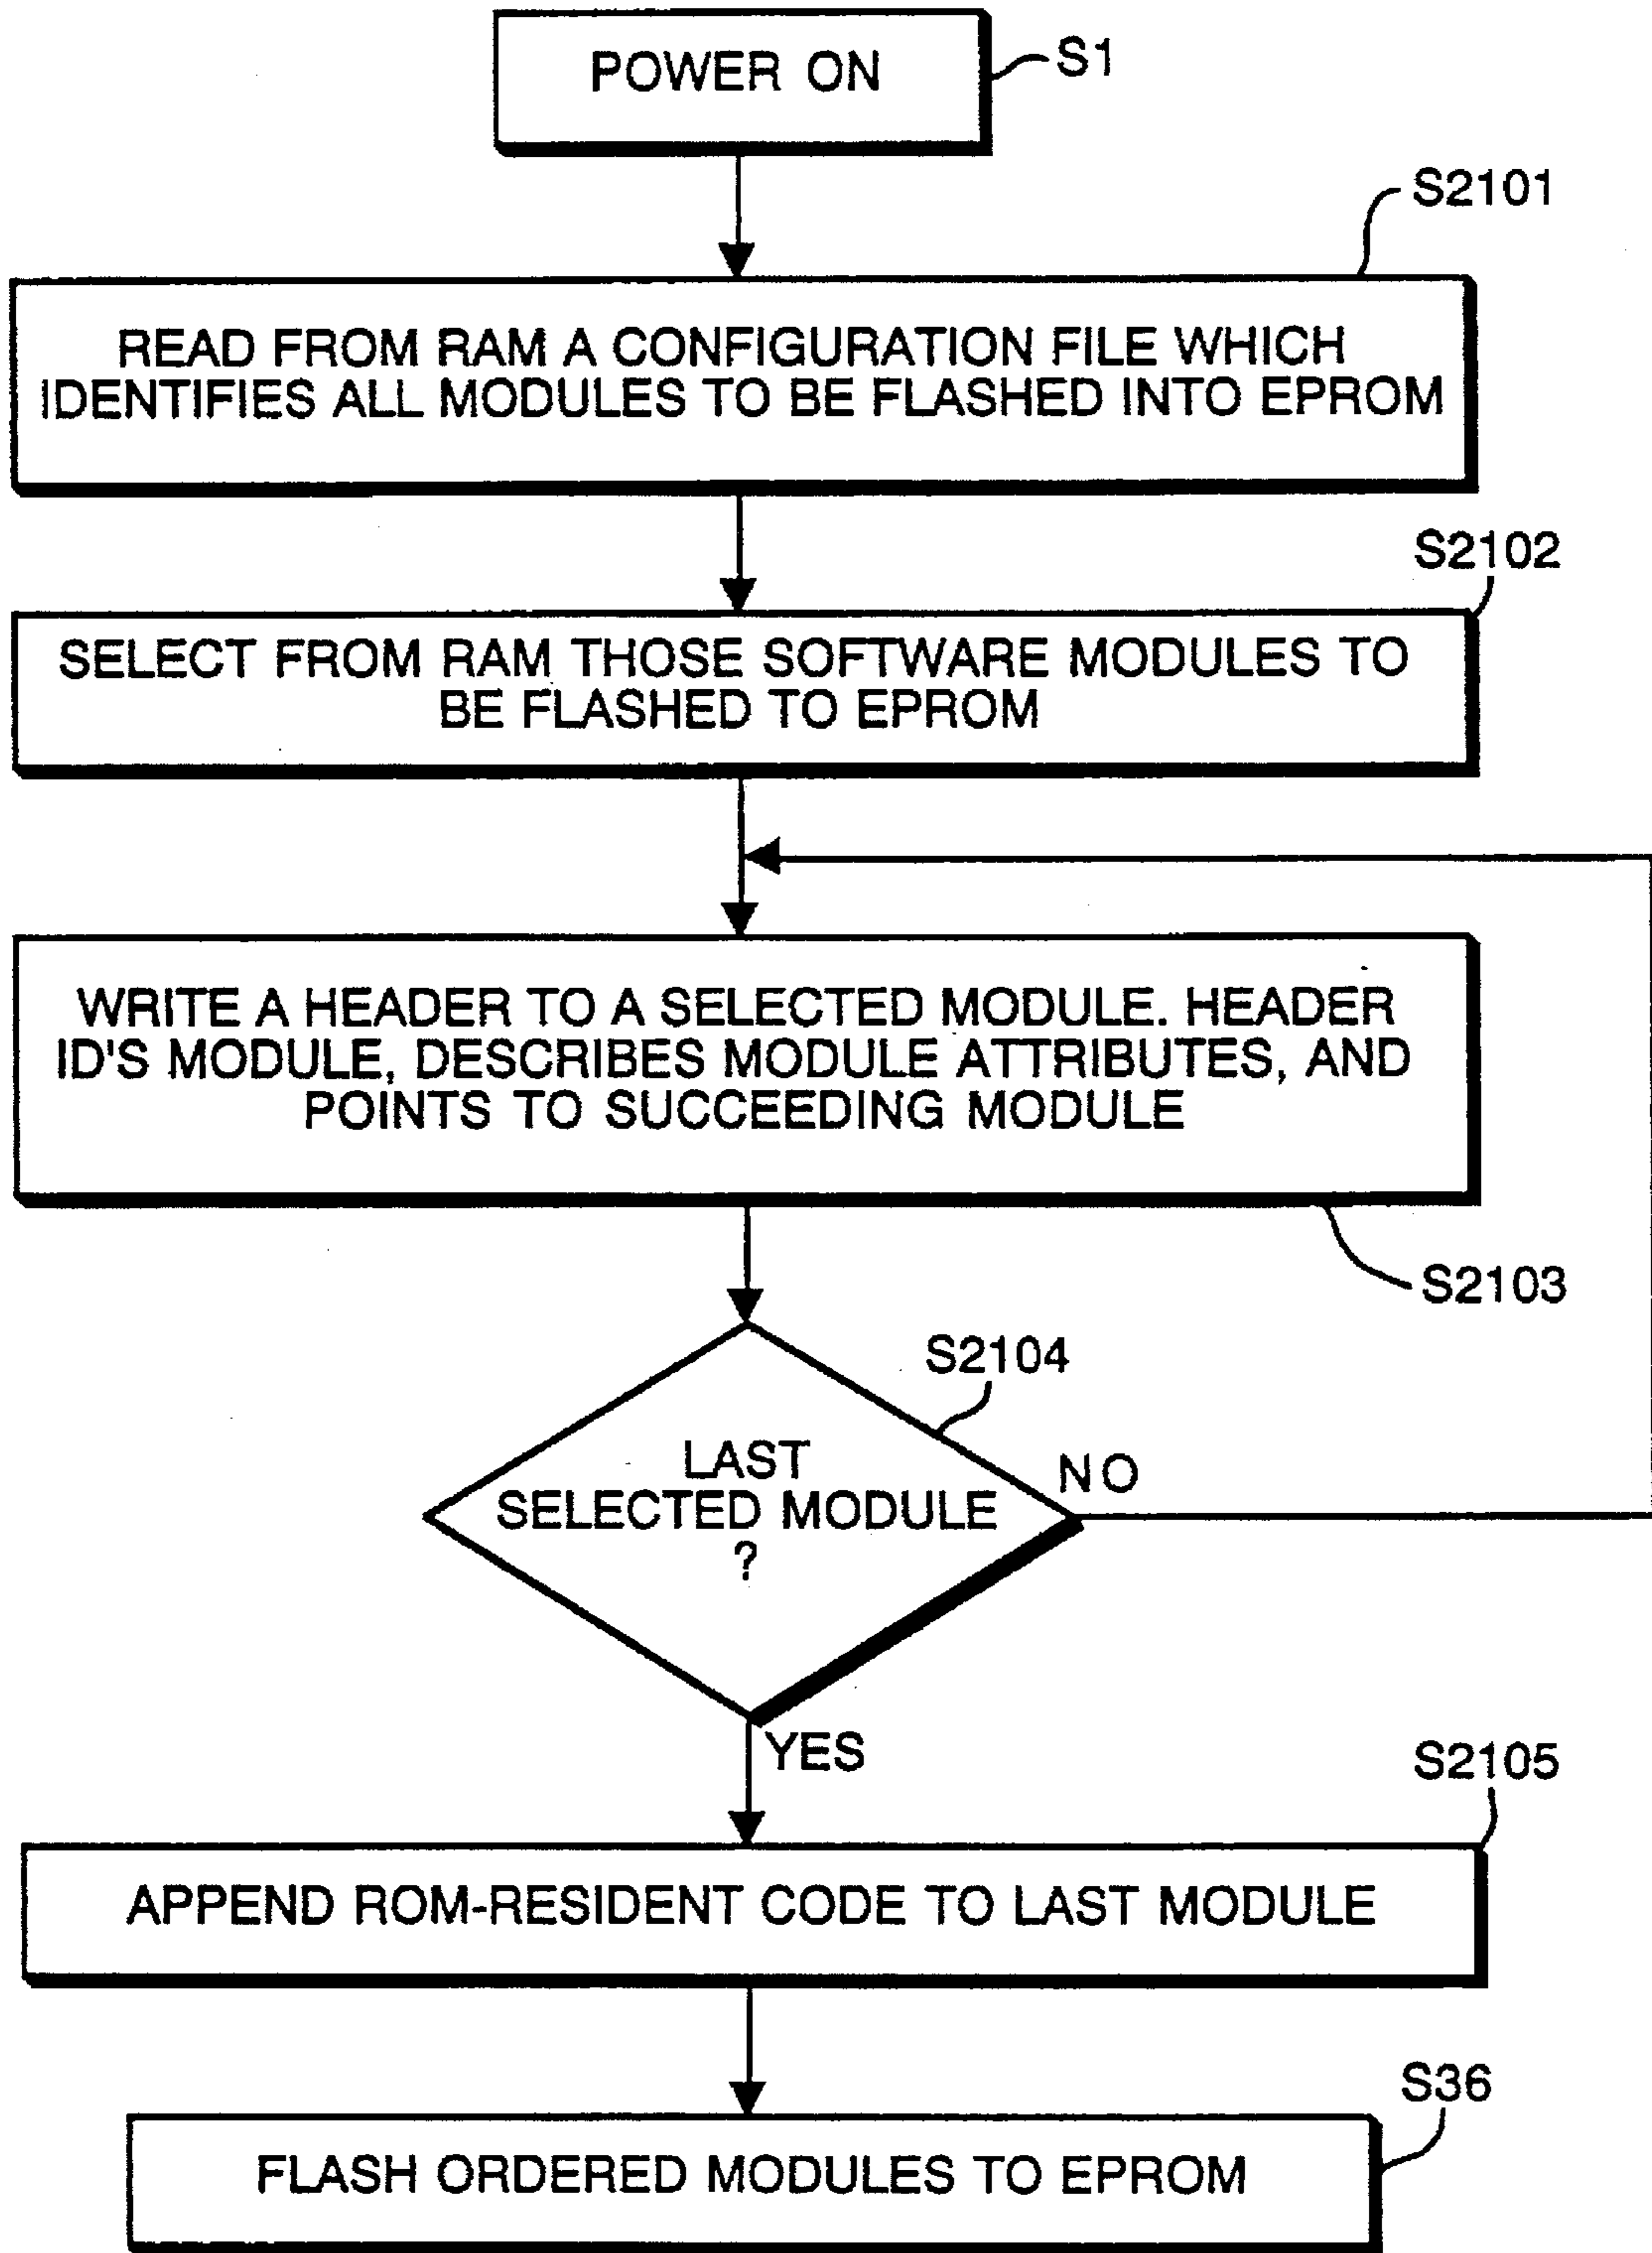 POWER ON
S1
S2101
READ FROM RAM A CONFIGURATION FILE WHICH
IDENTIFIES ALL MODULES TO BE FLASHED INTO EPROM
S2102
SELECT FROM RAM THOSE SOFTWARE MODULES TO
BE FLASHED TO EPROM
WRITE A HEADER TO A SELECTED MODULE. HEADER
ID'S MODULE, DESCRIBES MODULE ATTRIBUTES, AND
POINTS TO SUCCEEDING MODULE
S2103
S2104
LAST
SELECTED MODULE
?
NO
YES
S2105
APPEND ROM-RESIDENT CODE TO LAST MODULE
S36
FLASH ORDERED MODULES TO EPROM